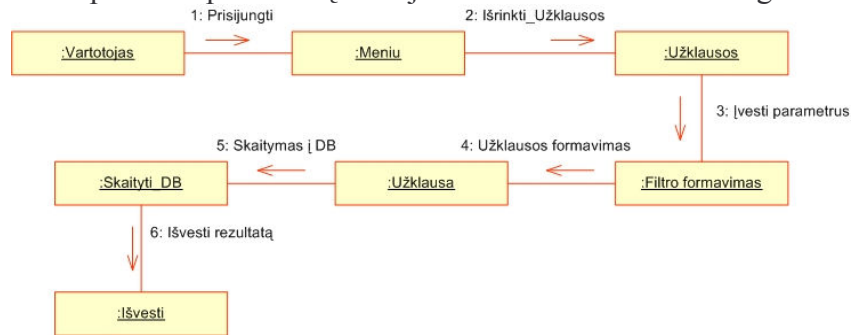 1: Prisijungti
2: Išrinkti_Užklausos
:Vartotojas
:Meniu
:Užklausos
3: Įvesti parametrus
5: Skaitymas į DB
4: Užklausos formavimas
:Skaityti_DB
:Užklausa
:Filtro formavimas
6: Išvesti rezultatą
:Išvesti